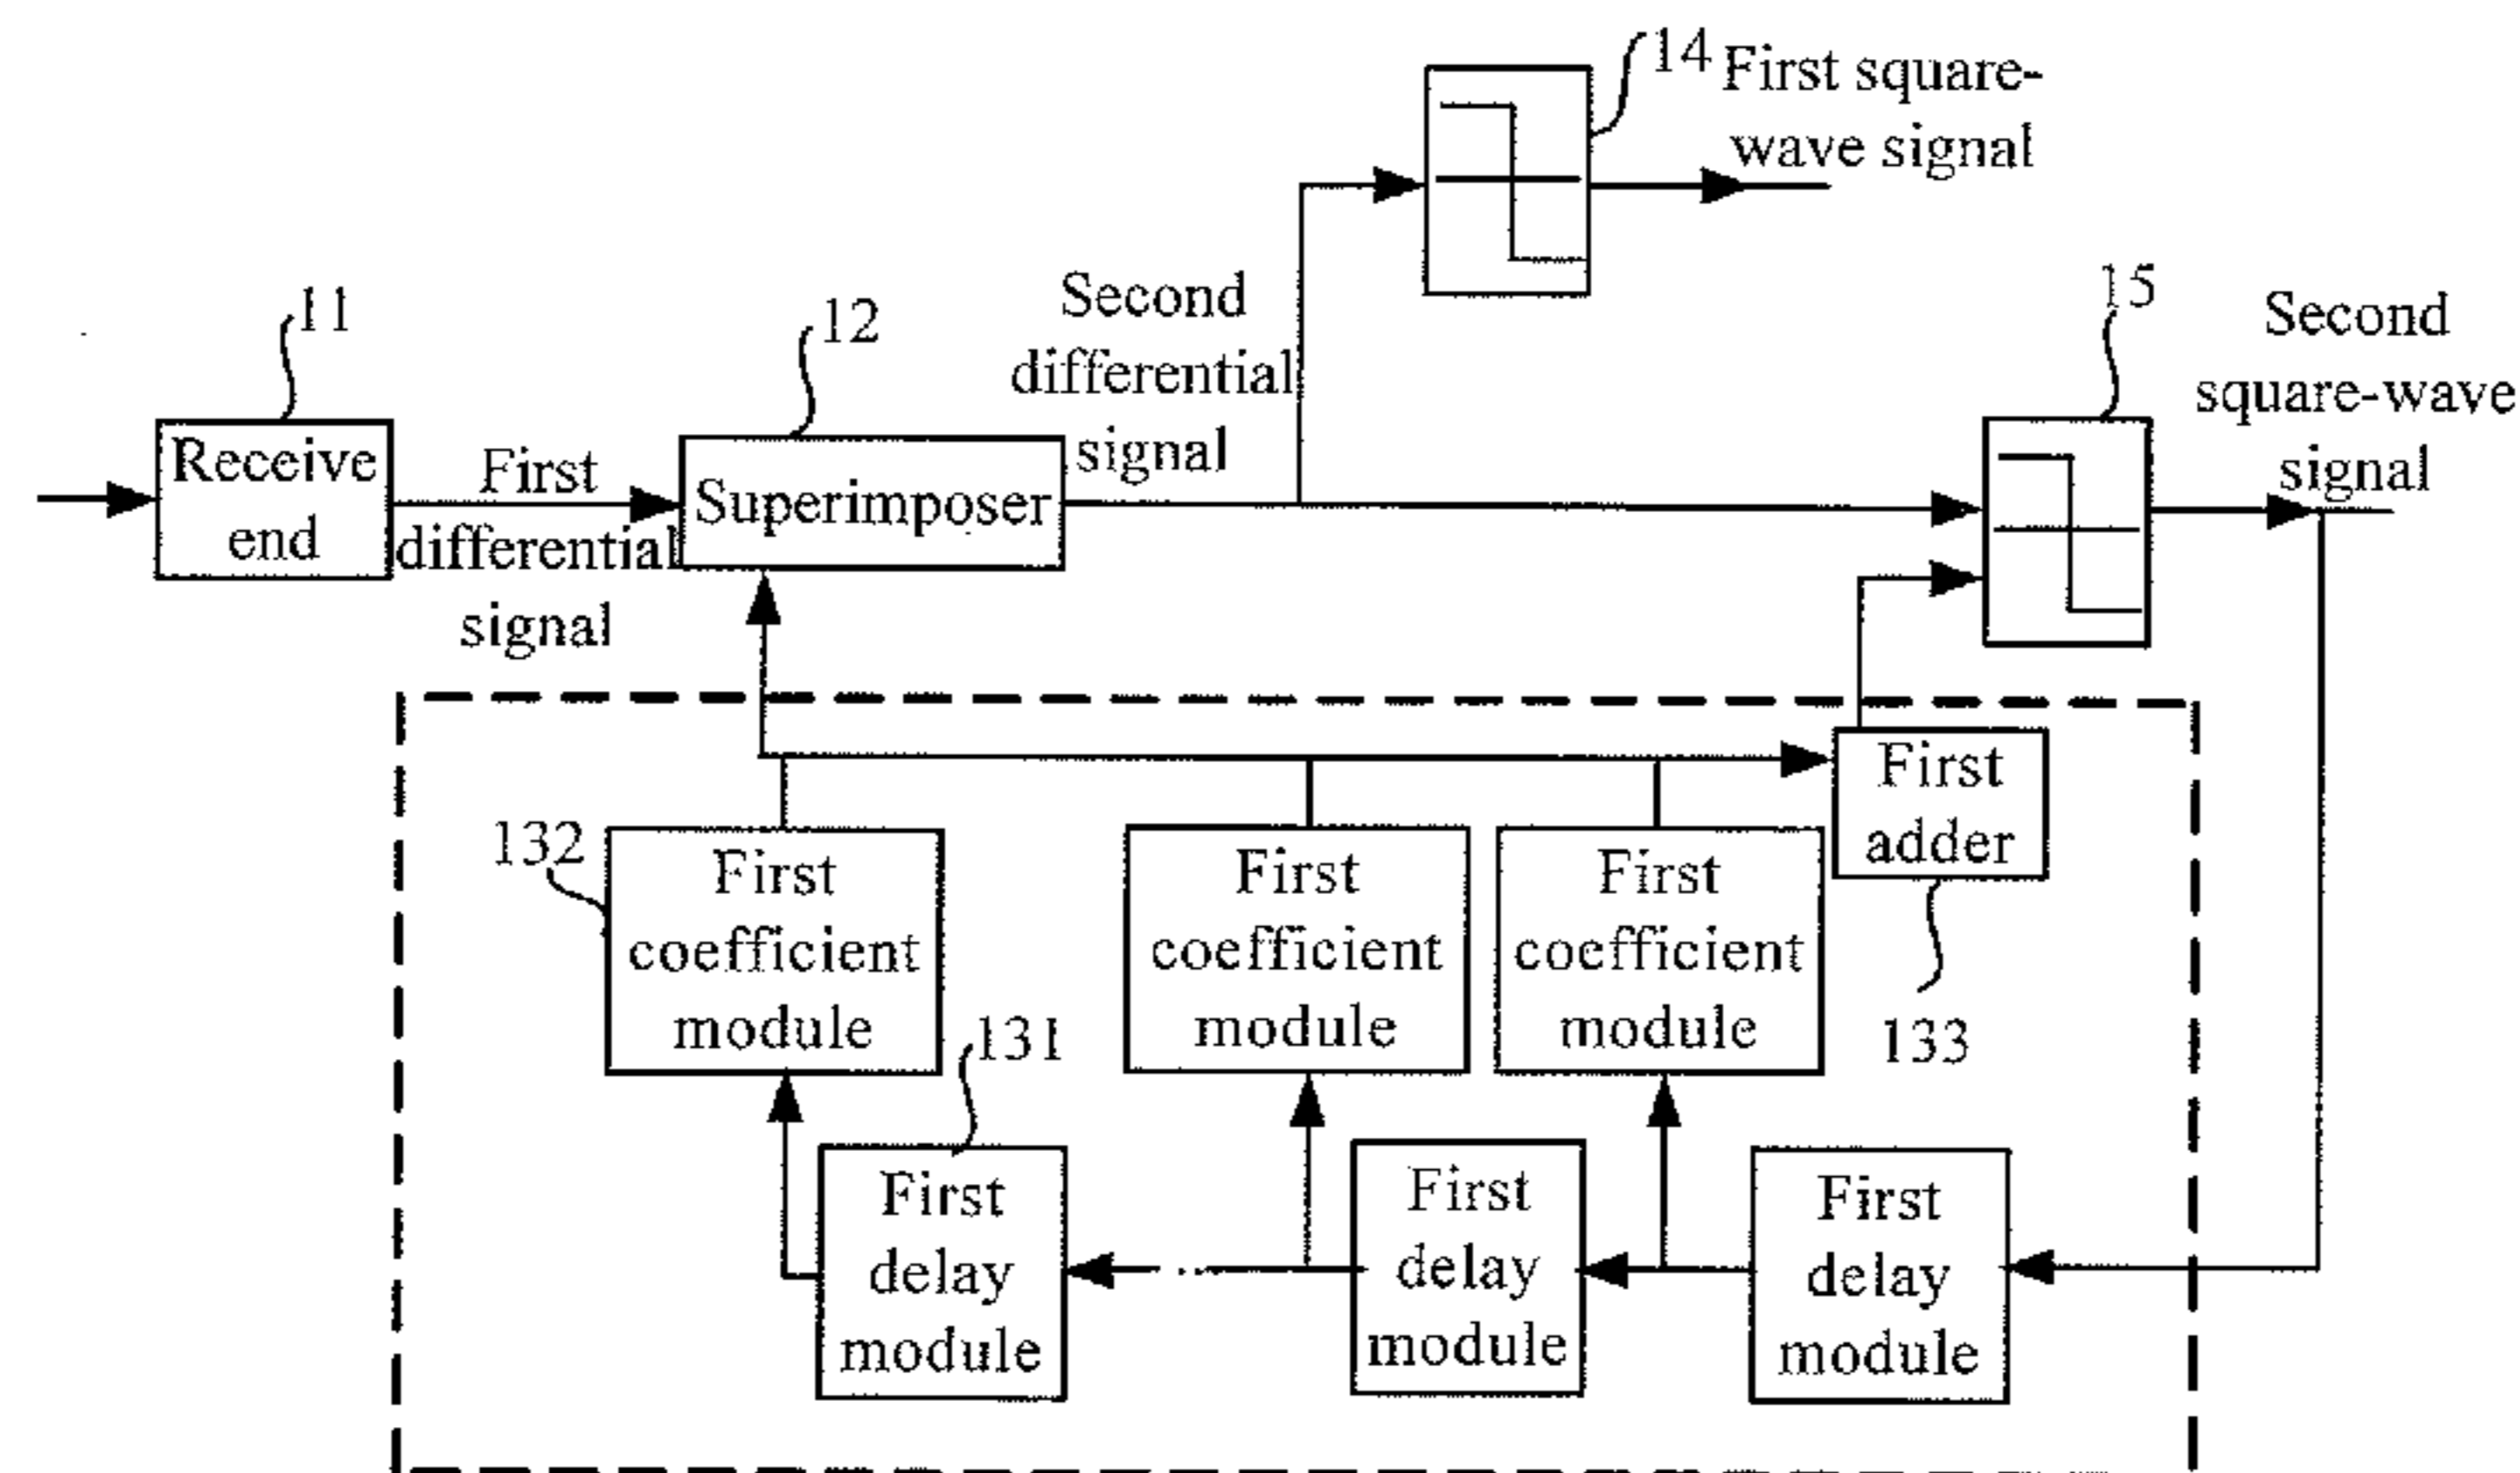 14
First square-
wave signal
11
12
Second
differential
signal
15
Second
square-wave
signal
Receive
end
First
differential
signal
Superimposer
First
adder
132
First
coefficient
module
First
coefficient
module
First
coefficient
module
133
131
First
delay
module
First
delay
module
First
delay
module